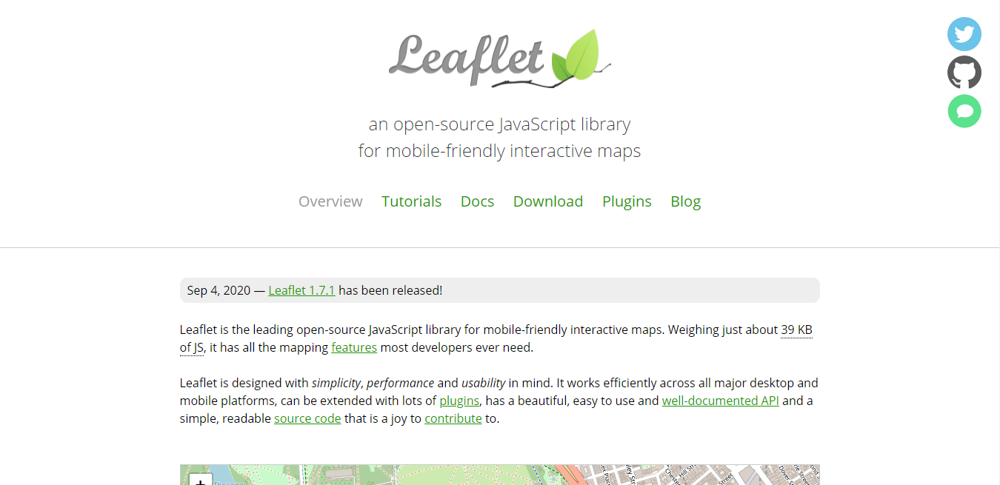 Leaflet
an open-source JavaScript library
for mobile-friendly interactive maps
Overview Tutorials Docs Download Plugins Blog
Sep 4, 2020 — Leaflet 1.7.1 has been released!
Leaflet is the leading open-source JavaScript library for mobile-friendly interactive maps. Weighing just about 39 KB
of JS, it has all the mapping features most developers ever need.
Leaflet is designed with simplicity, performance and usability in mind. It works efficiently across all major desktop and
mobile platforms, can be extended with lots of plugins, has a beautiful, easy to use and well-documented API and a
simple, readable source code that is a joy to contribute to.
+
The Long
Hill Street
Street